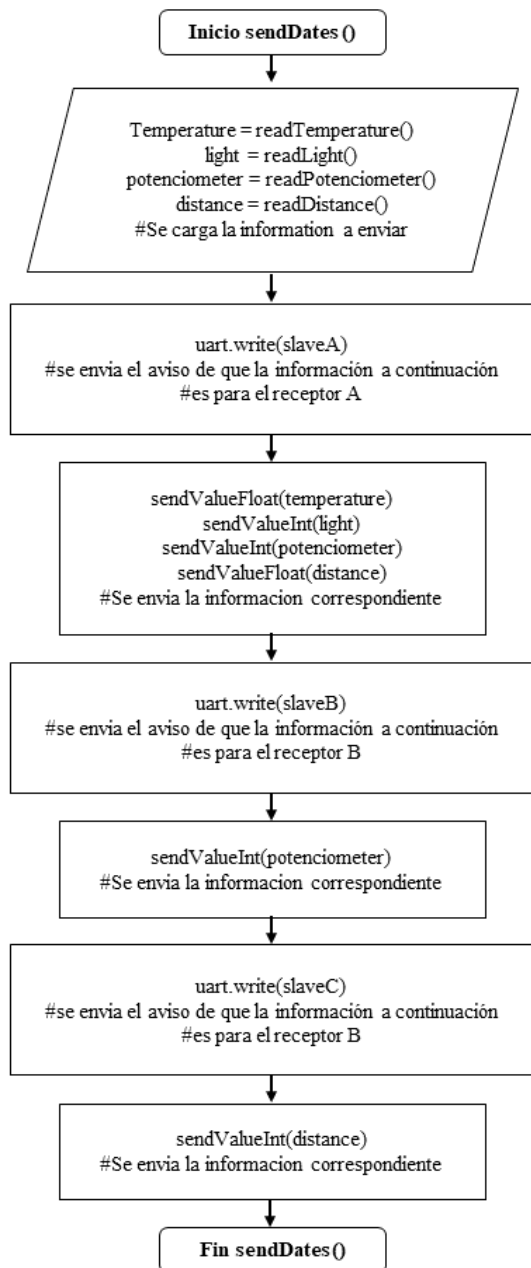 Inicio sendDates()
Temperature = readTemperature()
light = readLight()
potenciometer = readPotenciometer()
distance = readDistance()
#Se carga la information a enviar
uart.write(slaveA)
#se envia el aviso de que la información a continuación
#es para el receptor A
sendValueFloat(temperature)
sendValueInt(light)
sendValueInt(potenciometer)
sendValueFloat(distance)
#Se envia la informacion correspondiente
uart.write(slaveB)
#se envia el aviso de que la información a continuación
#es para el receptor B
sendValueInt(potenciometer)
#Se envia la informacion correspondiente
uart.write(slaveC)
#se envia el aviso de que la información a continuación
#es para el receptor B
sendValueInt(distance)
#Se envia la informacion correspondiente
Fin sendDates()